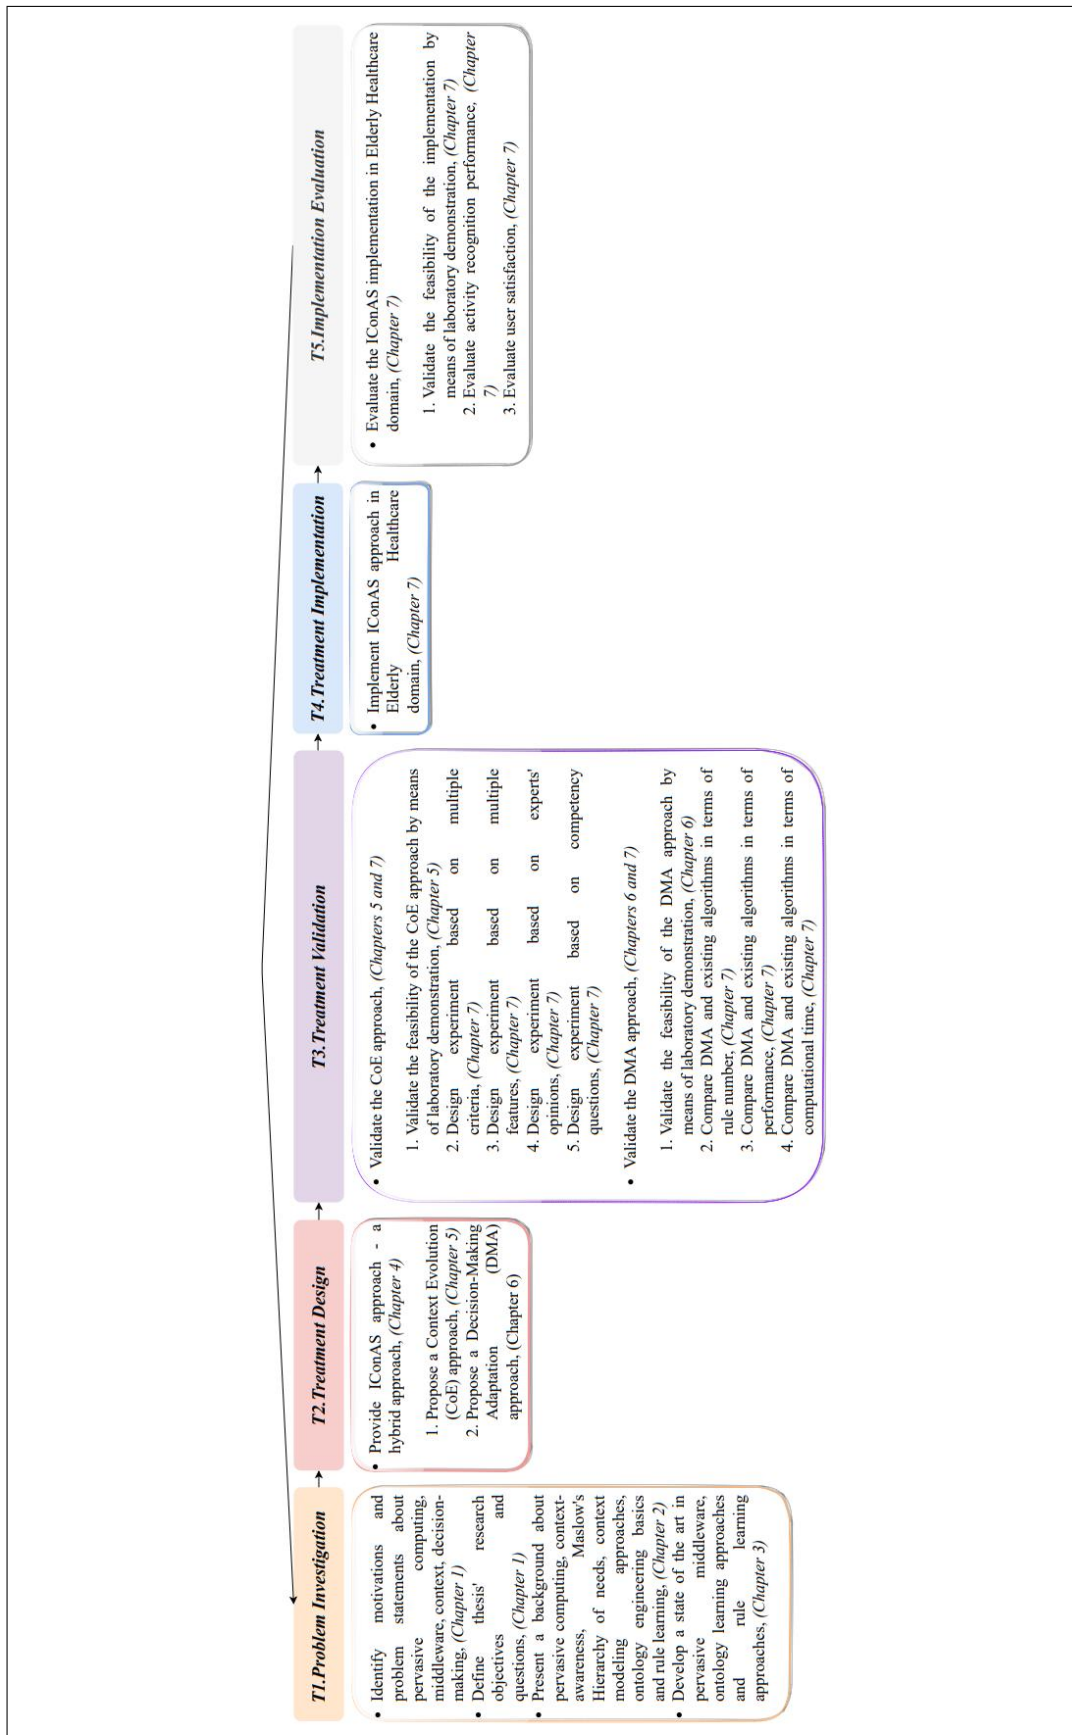 T1.Problem Investigation
• Identify motivations and
problem statements about
pervasive computing,
middleware, context, decision-
making, (Chapter 1)
• Define thesis' research
objectives and
questions, (Chapter 1)
• Present a background about
pervasive computing, context-
awareness, Maslow's
Hierarchy of needs, context
modeling approaches,
ontology engineering basics
and rule learning, (Chapter 2)
• Develop a state of the art in
pervasive middleware,
ontology learning approaches
and rule learning
approaches, (Chapter 3)
T2.Treatment Design
• Provide IConAS approach - a
hybrid approach, (Chapter 4)
1. Propose a Context Evolution
(CoE) approach, (Chapter 5)
2. Propose a Decision-Making
Adaptation (DMA)
approach, (Chapter 6)
T3.Treatment Validation
• Validate the CoE approach, (Chapters 5 and 7)
1. Validate the feasibility of the CoE approach by means
of laboratory demonstration, (Chapter 5)
2. Design experiment based on multiple
criteria, (Chapter 7)
3. Design experiment based on multiple
features, (Chapter 7)
4. Design experiment based on experts'
opinions, (Chapter 7)
5. Design experiment based on competency
questions, (Chapter 7)
• Validate the DMA approach, (Chapters 6 and 7)
1. Validate the feasibility of the DMA approach by
means of laboratory demonstration, (Chapter 6)
2. Compare DMA and existing algorithms in terms of
rule number, (Chapter 7)
3. Compare DMA and existing algorithms in terms of
performance, (Chapter 7)
4. Compare DMA and existing algorithms in terms of
computational time, (Chapter 7)
T4.Treatment Implementation
• Implement IConAS approach in
Elderly Healthcare
domain, (Chapter 7)
T5.Implementation Evaluation
• Evaluate the IConAS implementation in Elderly Healthcare
domain, (Chapter 7)
1. Validate the feasibility of the implementation by
means of laboratory demonstration, (Chapter 7)
2. Evaluate activity recognition performance, (Chapter
7)
3. Evaluate user satisfaction, (Chapter 7)